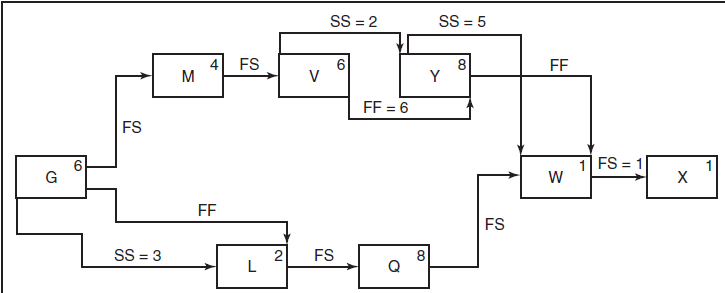 SS = 2
SS = 5
M 4
FS
V 6
Y 8
FF
FF = 6
FS
G 6
W 1
FS = 1
X 1
FF
FS
SS = 3
L 2
FS
Q 8